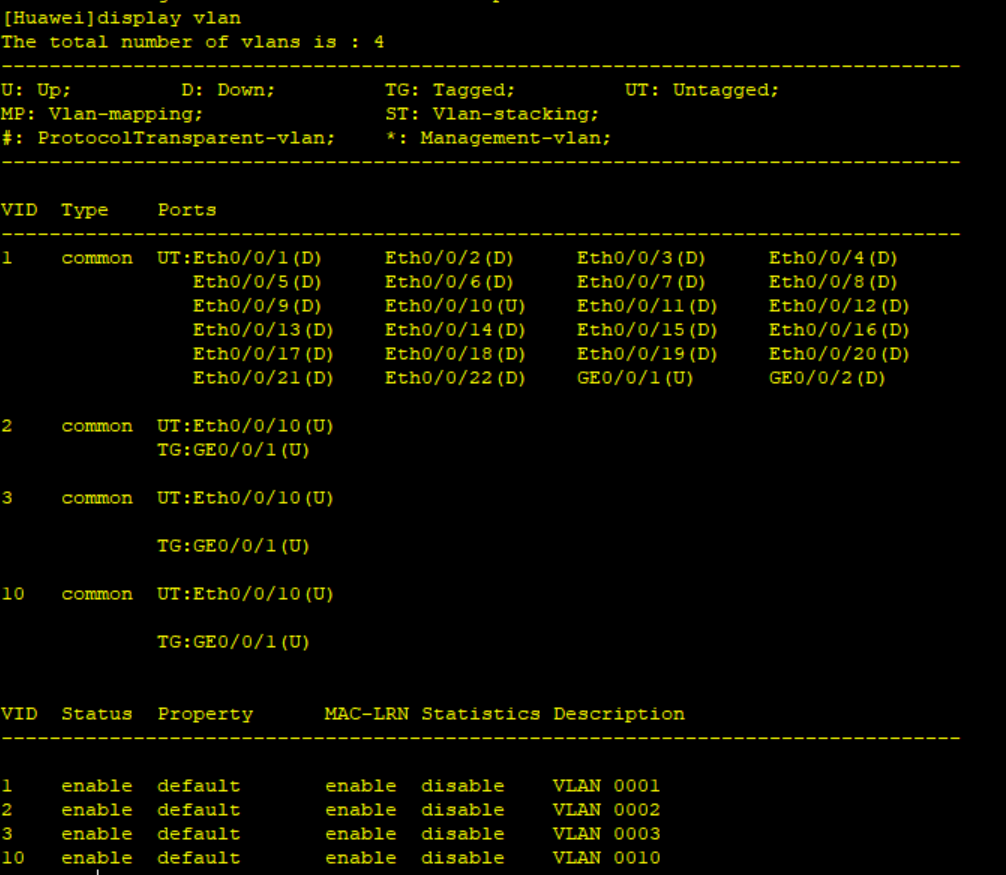 [Huawei]display vlan
The total number of vlans is : 4
--------------------------------------------------------------------------------
U: Up;         D: Down;         TG: Tagged;         UT: Untagged;
MP: Vlan-mapping;               ST: Vlan-stacking;
#: ProtocolTransparent-vlan;    *: Management-vlan;
--------------------------------------------------------------------------------
VID  Type    Ports
--------------------------------------------------------------------------------
1    common  UT:Eth0/0/1(D)     Eth0/0/2(D)     Eth0/0/3(D)     Eth0/0/4(D)
                Eth0/0/5(D)     Eth0/0/6(D)     Eth0/0/7(D)     Eth0/0/8(D)
                Eth0/0/9(D)     Eth0/0/10(U)    Eth0/0/11(D)    Eth0/0/12(D)
                Eth0/0/13(D)    Eth0/0/14(D)    Eth0/0/15(D)    Eth0/0/16(D)
                Eth0/0/17(D)    Eth0/0/18(D)    Eth0/0/19(D)    Eth0/0/20(D)
                Eth0/0/21(D)    Eth0/0/22(D)    GE0/0/1(U)      GE0/0/2(D)
2    common  UT:Eth0/0/10(U)
             TG:GE0/0/1(U)
3    common  UT:Eth0/0/10(U)
             TG:GE0/0/1(U)
10   common  UT:Eth0/0/10(U)
             TG:GE0/0/1(U)
VID  Status  Property      MAC-LRN Statistics Description
--------------------------------------------------------------------------------
1    enable  default       enable  disable    VLAN 0001
2    enable  default       enable  disable    VLAN 0002
3    enable  default       enable  disable    VLAN 0003
10   enable  default       enable  disable    VLAN 0010